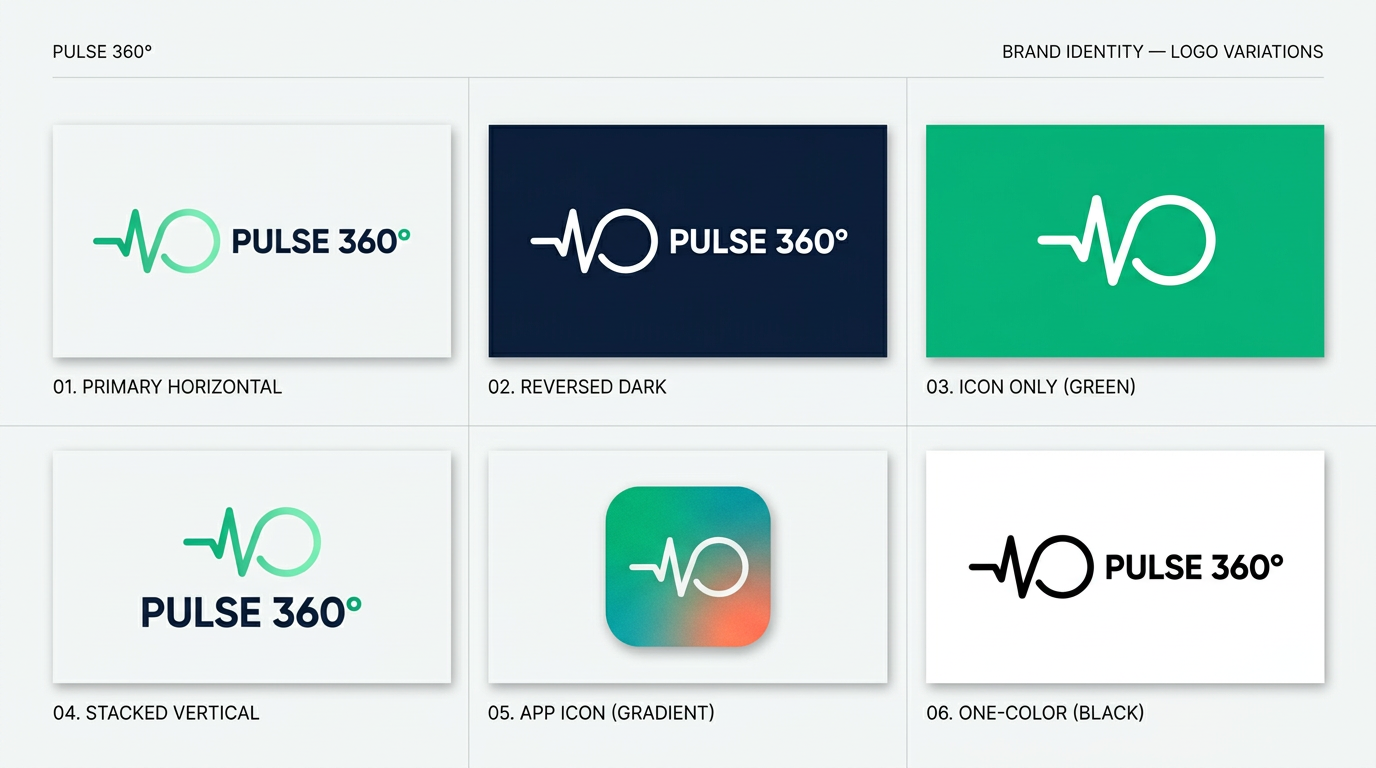 PULSE 360°
BRAND IDENTITY — LOGO VARIATIONS
PULSE 360°
PULSE 360°
01. PRIMARY HORIZONTAL
02. REVERSED DARK
03. ICON ONLY (GREEN)
PULSE 360°
PULSE 360°
04. STACKED VERTICAL
05. APP ICON (GRADIENT)
06. ONE-COLOR (BLACK)